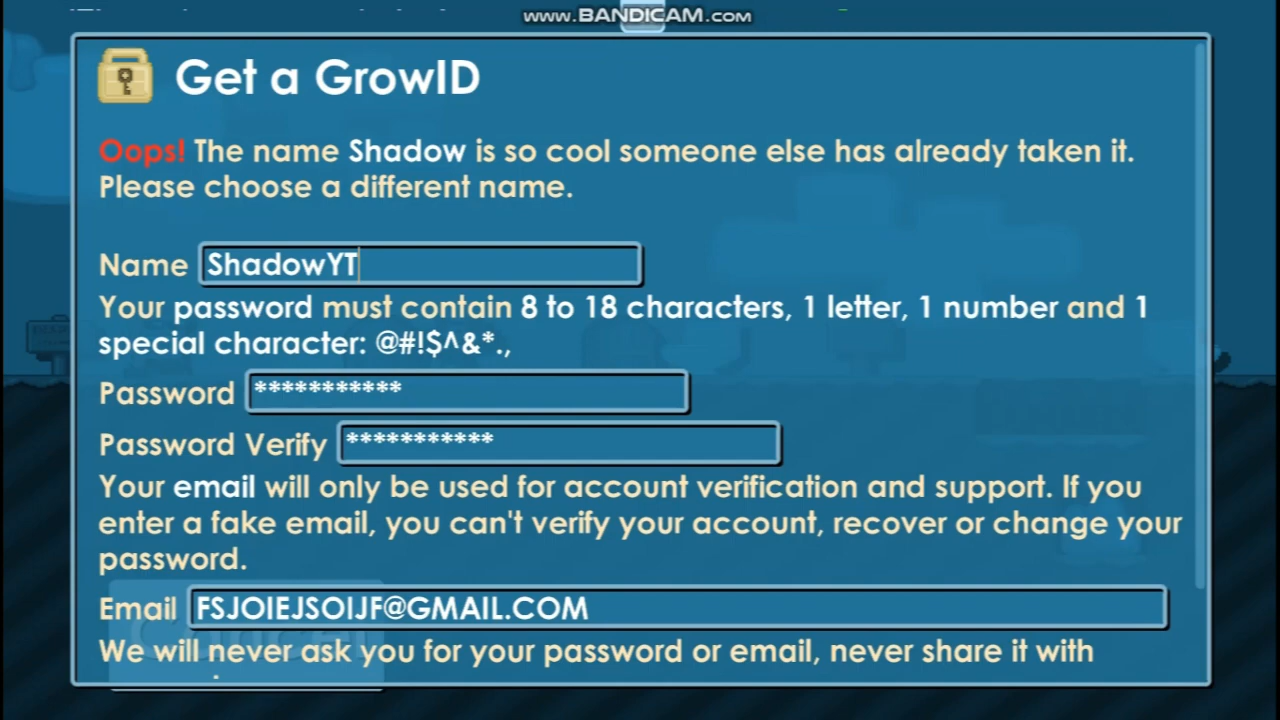 www.BANDICAM.com
Get a GrowID
Oops! The name Shadow is so cool someone else has already taken it.
Please choose a different name.
Name ShadowYT
Your password must contain 8 to 18 characters, 1 letter, 1 number and 1
special character: @#!$^&*.,
Password ***********
Password Verify ***********
Your email will only be used for account verification and support. If you
enter a fake email, you can't verify your account, recover or change your
password.
Email FSJOIEJSOIJF@GMAIL.COM
Cancel
We will never ask you for your password or email, never share it with